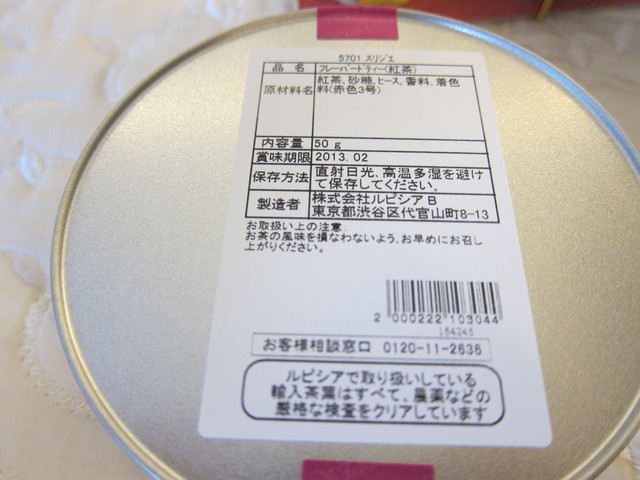 5701 スリジエ
品名 フレーバードティー(紅茶)
原材料名 紅茶、砂糖、ヒース、香料、着色
料(赤色3号)
内容量 50g
賞味期限 2013.02
保存方法 直射日光、高温多湿を避け
て保存してください。
製造者 株式会社ルピシア B
東京都渋谷区代官山町8-13
お取扱い上の注意:
お茶の風味を損なわないよう、お早めにお召し
上がりください。
2 000222 103044
154245
お客様相談窓口 0120-11-2636
ルピシアで取り扱いしている
輸入茶葉はすべて、農薬などの
厳格な検査をクリアしています